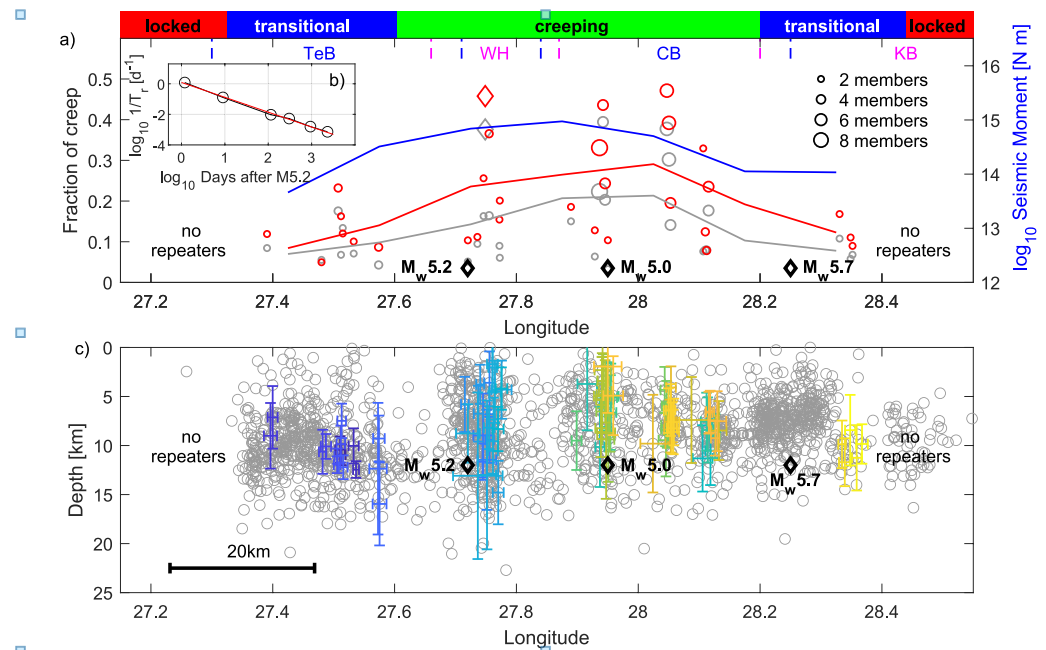 locked transitional creeping transitional locked
a)
TeB WH CB KB
Fraction of creep
0.5
0.4
0.3
0.2
0.1
0
b)
log10 1/Tr [d-1]
0
-2
-4
0 1 2 3
log10 Days after M5.2
2 members
4 members
6 members
8 members
16
15
14
13
12
log10 Seismic Moment [N m]
no
repeaters
no
repeaters
Mw5.2 Mw5.0 Mw5.7
27.2 27.4 27.6 27.8 28 28.2 28.4
Longitude
c)
Depth [km]
0
5
10
15
20
25
no
repeaters
no
repeaters
Mw5.2 Mw5.0 Mw5.7
20km
27.2 27.4 27.6 27.8 28 28.2 28.4
Longitude